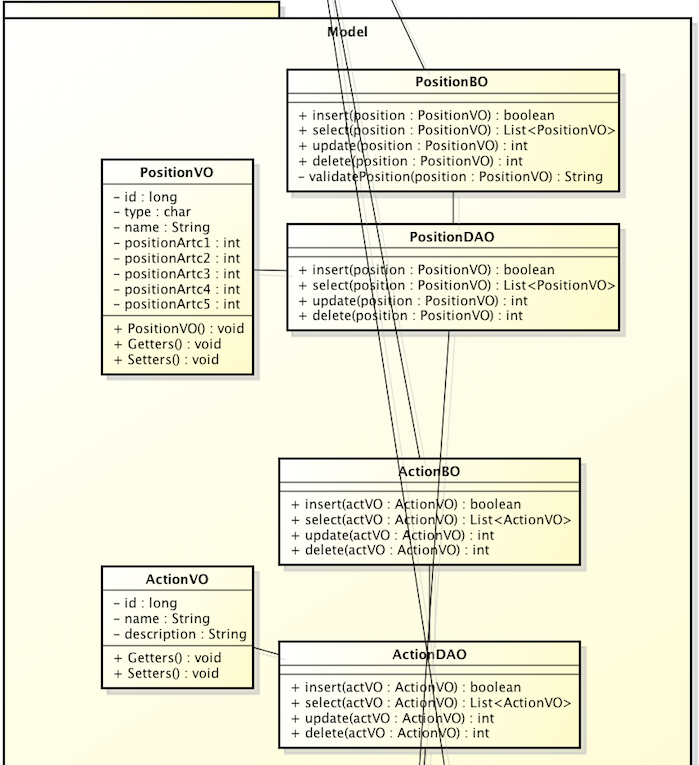 Model
PositionBO
+ insert(position : PositionVO) : boolean
+ select(position : PositionVO) : List<PositionVO>
+ update(position : PositionVO) : int
+ delete(position : PositionVO) : int
- validatePosition(position : PositionVO) : String
PositionVO
- id : long
- type : char
- name : String
- positionArtc1 : int
- positionArtc2 : int
- positionArtc3 : int
- positionArtc4 : int
- positionArtc5 : int
+ PositionVO() : void
+ Getters() : void
+ Setters() : void
PositionDAO
+ insert(position : PositionVO) : boolean
+ select(position : PositionVO) : List<PositionVO>
+ update(position : PositionVO) : int
+ delete(position : PositionVO) : int
ActionBO
+ insert(actVO : ActionVO) : boolean
+ select(actVO : ActionVO) : List<ActionVO>
+ update(actVO : ActionVO) : int
+ delete(actVO : ActionVO) : int
ActionVO
- id : long
- name : String
- description : String
+ Getters() : void
+ Setters() : void
ActionDAO
+ insert(actVO : ActionVO) : boolean
+ select(actVO : ActionVO) : List<ActionVO>
+ update(actVO : ActionVO) : int
+ delete(actVO : ActionVO) : int